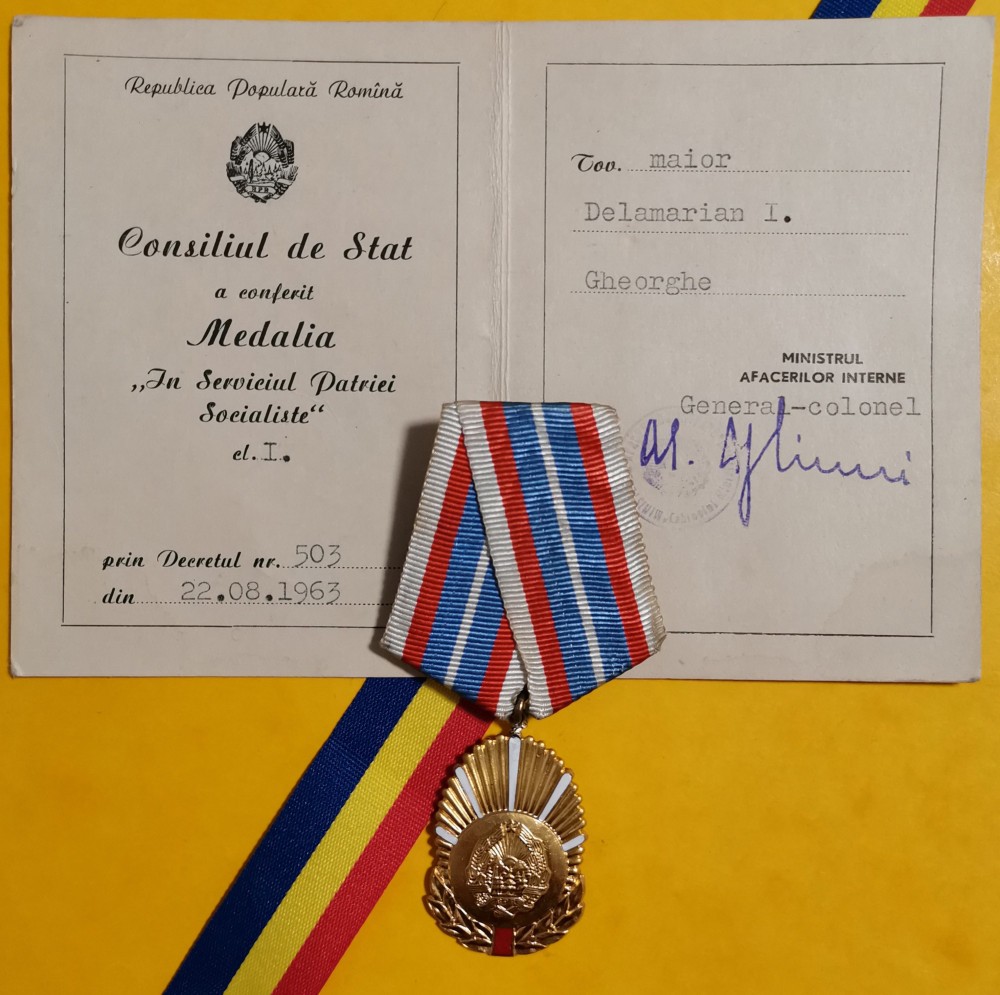 Republica Populară Romînă
R.P.R.
Consiliul de Stat
a conferit
Medalia
„In Serviciul Patriei
Socialiste“
cl. I.
prin Decretul nr. 503
din 22.08.1963
Tov. maior
Delamarian I.
Gheorghe
MINISTRUL
AFACERILOR INTERNE
General-colonel
Al.